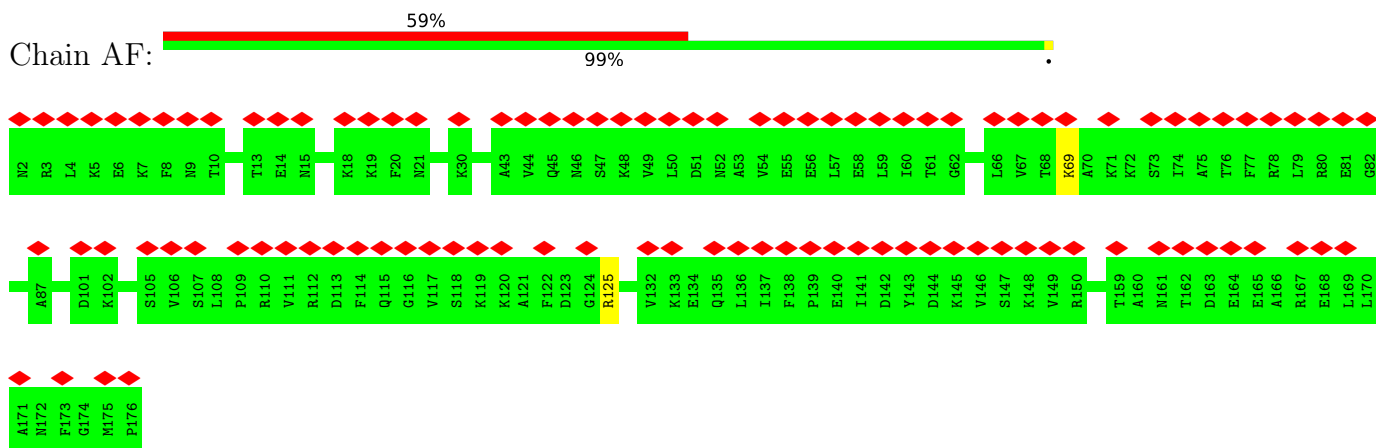 59%
Chain AF:
99%
•
N2 R3 L4 K5 E6 K7 F8 N9 T10 T13 E14 N15 K18 K19 F20 N21 K30 A43 V44 Q45 N46 S47 K48 V49 L50 D51 N52 A53 V54 E55 E56 L57 E58 L59 I60 T61 G62 L66 V67 T68 K69 A70 K71 K72 S73 I74 A75 T76 F77 R78 L79 R80 E81 G82
A87 D101 K102 S105 V106 S107 L108 P109 R110 V111 R112 D113 F114 Q115 G116 V117 S118 K119 K120 A121 F122 D123 G124 R125 V132 K133 E134 Q135 L136 I137 F138 P139 E140 I141 D142 Y143 D144 K145 V146 S147 K148 V149 R150 T159 A160 N161 T162 D163 E164 E165 A166 R167 E168 L169 L170
A171 N172 F173 G174 M175 P176